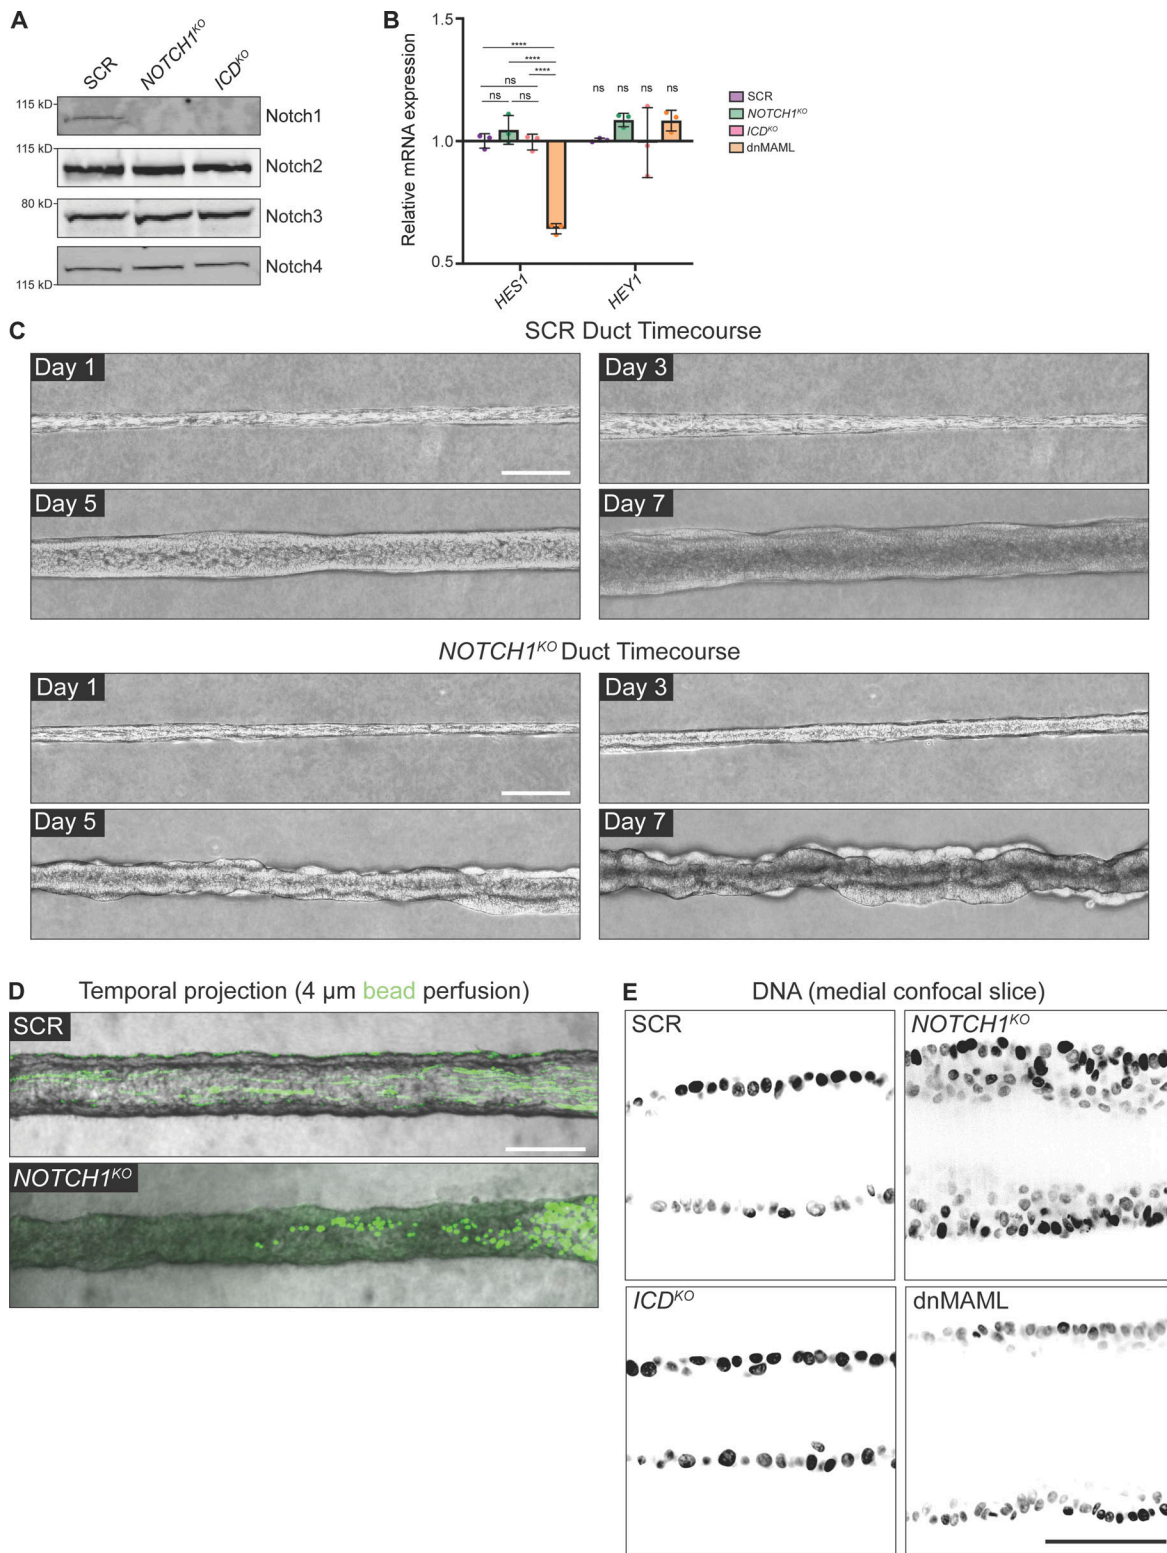 A
SCR
NOTCH1KO
ICDKO
115 kD
Notch1
115 kD
Notch2
80 kD
Notch3
Notch4
115 kD
B
Relative mRNA expression
1.5
1.0
0.5
****
****
****
ns
ns ns
ns ns ns ns
HES1
HEY1
SCR
NOTCH1KO
ICDKO
dnMAML
C
SCR Duct Timecourse
Day 1
Day 3
Day 5
Day 7
NOTCH1KO Duct Timecourse
Day 1
Day 3
Day 5
Day 7
D
Temporal projection (4 µm bead perfusion)
SCR
NOTCH1KO
E
DNA (medial confocal slice)
SCR
NOTCH1KO
ICDKO
dnMAML